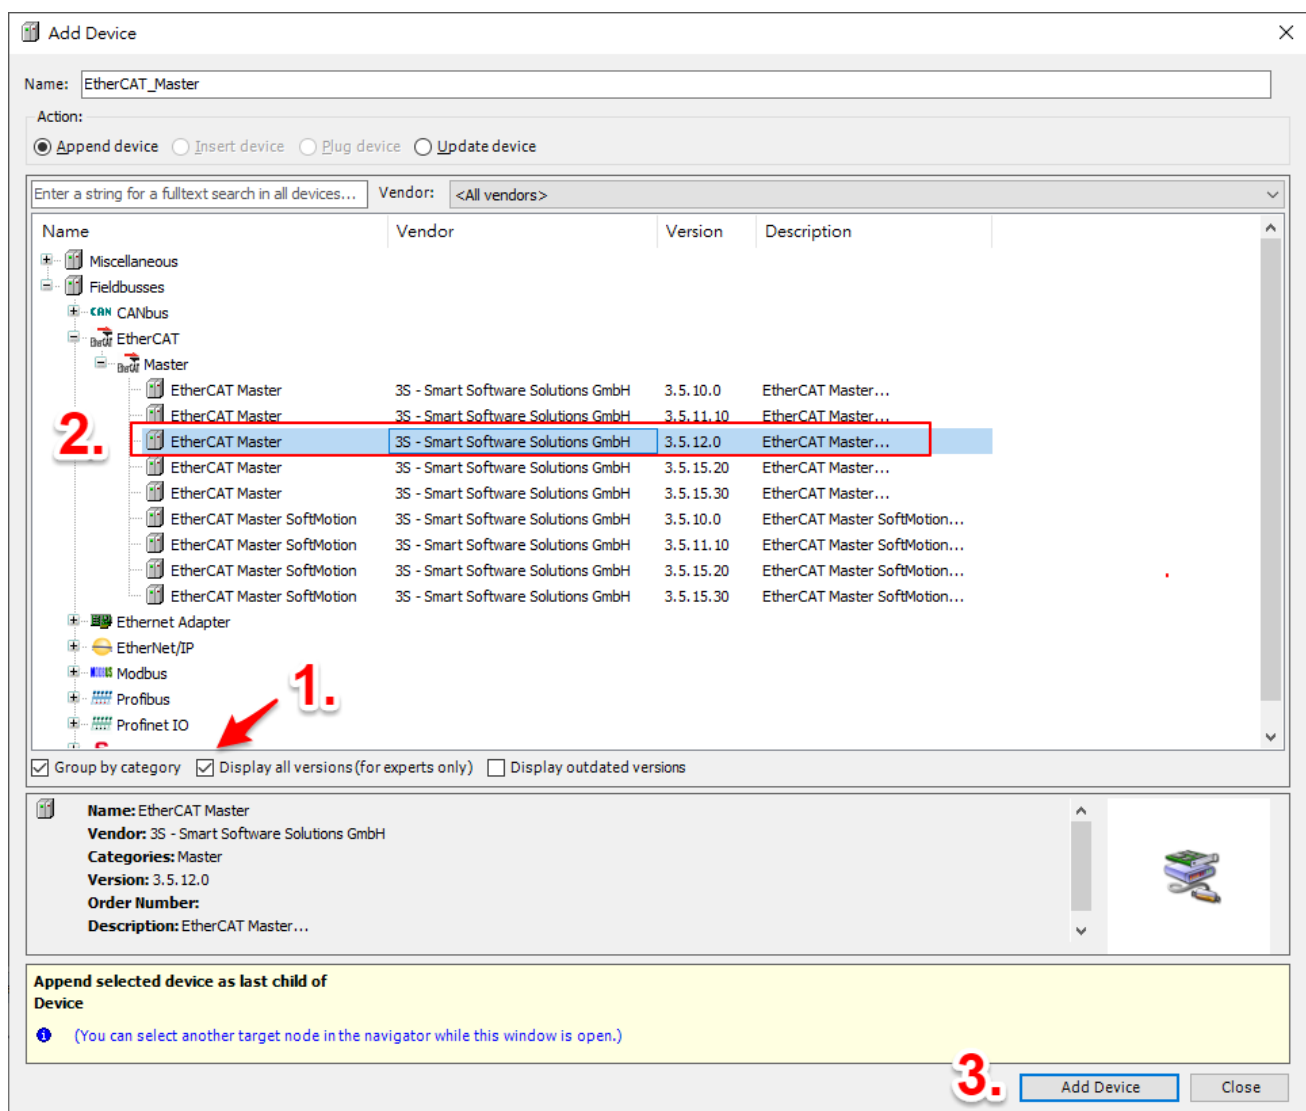 Add Device
Name: EtherCAT_Master
Action:
Append device Insert device Plug device Update device
Enter a string for a fulltext search in all devices... Vendor: <All vendors>
Name Vendor Version Description
Miscellaneous
Fieldbusses
CAN CANbus
EtherCAT
Master
EtherCAT Master 3S - Smart Software Solutions GmbH 3.5.10.0 EtherCAT Master...
EtherCAT Master 3S - Smart Software Solutions GmbH 3.5.11.10 EtherCAT Master...
2. EtherCAT Master 3S - Smart Software Solutions GmbH 3.5.12.0 EtherCAT Master...
EtherCAT Master 3S - Smart Software Solutions GmbH 3.5.15.20 EtherCAT Master...
EtherCAT Master 3S - Smart Software Solutions GmbH 3.5.15.30 EtherCAT Master...
EtherCAT Master SoftMotion 3S - Smart Software Solutions GmbH 3.5.10.0 EtherCAT Master SoftMotion...
EtherCAT Master SoftMotion 3S - Smart Software Solutions GmbH 3.5.11.10 EtherCAT Master SoftMotion...
EtherCAT Master SoftMotion 3S - Smart Software Solutions GmbH 3.5.15.20 EtherCAT Master SoftMotion...
EtherCAT Master SoftMotion 3S - Smart Software Solutions GmbH 3.5.15.30 EtherCAT Master SoftMotion...
Ethernet Adapter
EtherNet/IP
Modbus
1.
Profibus
Profinet IO
Group by category Display all versions (for experts only) Display outdated versions
Name: EtherCAT Master
Vendor: 3S - Smart Software Solutions GmbH
Categories: Master
Version: 3.5.12.0
Order Number:
Description: EtherCAT Master...
Append selected device as last child of
Device
(You can select another target node in the navigator while this window is open.)
3. Add Device Close